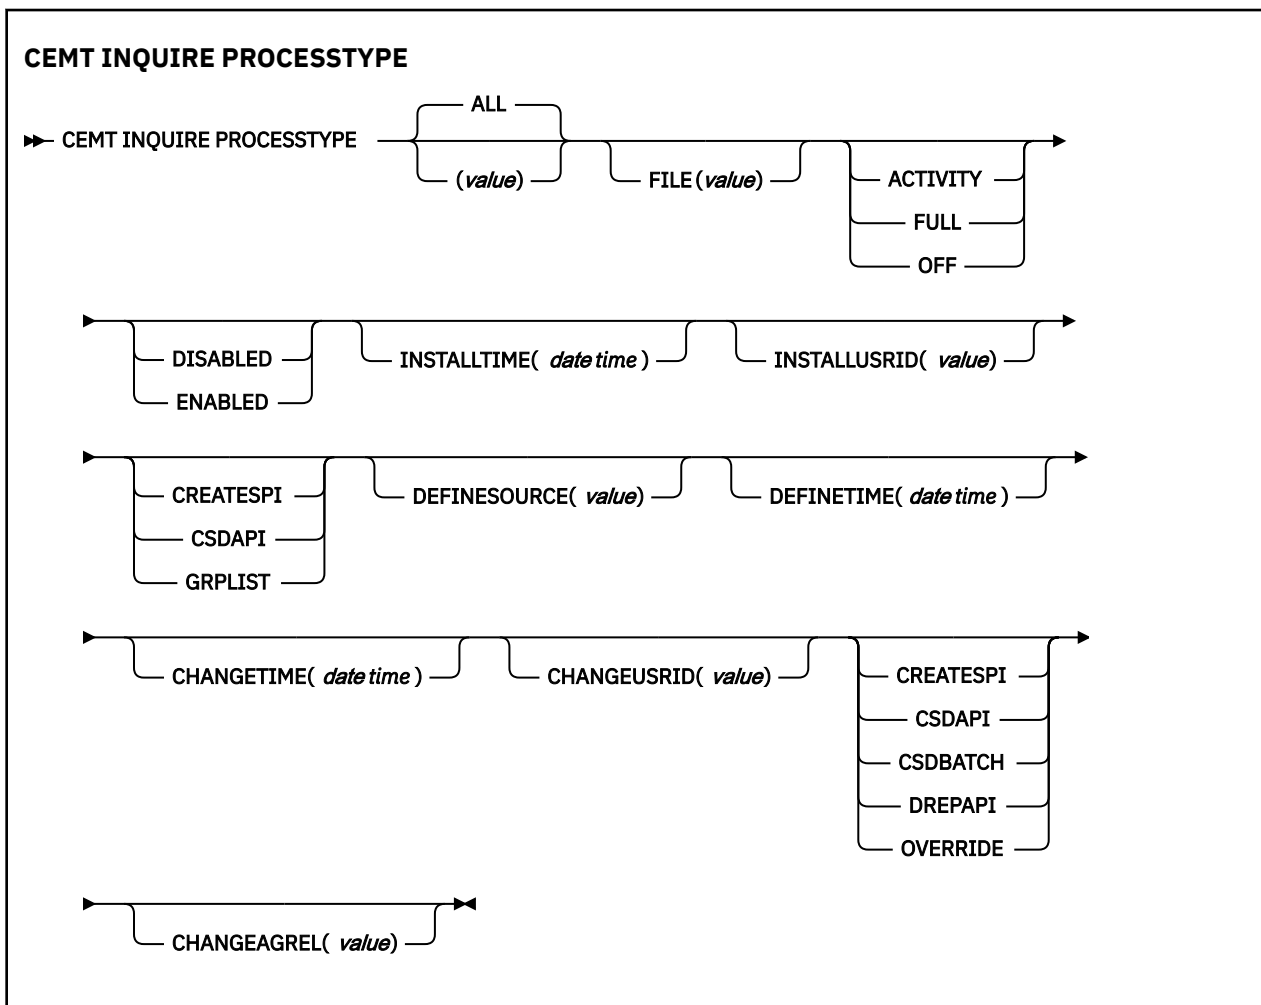 CEMT INQUIRE PROCESSTYPE
ALL
CEMT INQUIRE PROCESSTYPE
(value)
FILE(value)
ACTIVITY
FULL
OFF
DISABLED
ENABLED
INSTALLTIME( date time )
INSTALLUSRID( value)
CREATESPI
CSDAPI
GRPLIST
DEFINESOURCE( value)
DEFINETIME( date time )
CHANGETIME( date time )
CHANGEUSRID( value)
CREATESPI
CSDAPI
CSDBATCH
DREPAPI
OVERRIDE
CHANGEAGREL( value)